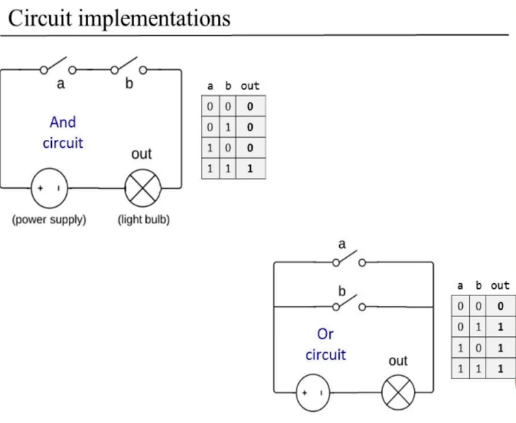 Circuit implementations
a b
And
circuit
out
(power supply) (light bulb)
a b out
0 0 0
0 1 0
1 0 0
1 1 1
a
b
Or
circuit
out
a b out
0 0 0
0 1 1
1 0 1
1 1 1